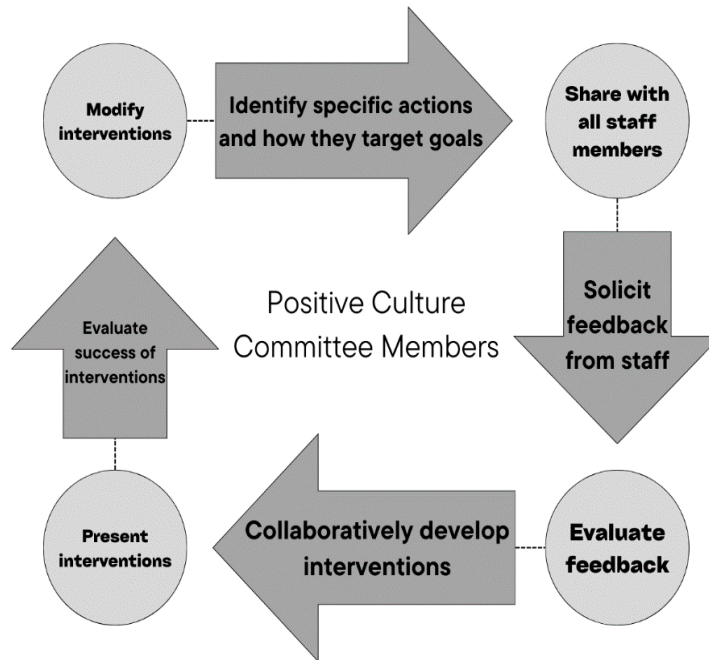 Modify
interventions
Identify specific actions
and how they target goals
Share with
all staff
members
Solicit
feedback
from staff
Evaluate
feedback
Collaboratively develop
interventions
Present
interventions
Evaluate
success of
interventions
Positive Culture
Committee Members